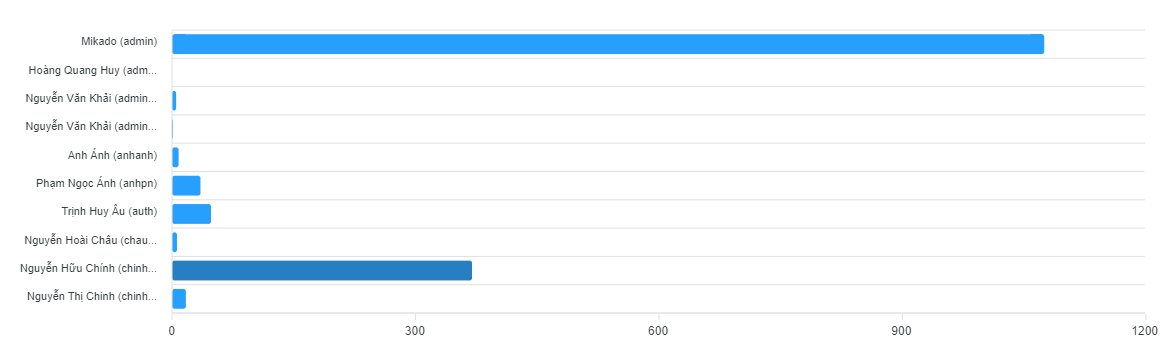 Mikado (admin)
Hoàng Quang Huy (adm...
Nguyễn Văn Khải (admin...
Nguyễn Văn Khải (admin...
Anh Ánh (anhanh)
Phạm Ngọc Ánh (anhpn)
Trịnh Huy Âu (auth)
Nguyễn Hoài Châu (chau...
Nguyễn Hữu Chính (chinh...
Nguyễn Thị Chinh (chinh...
0 300 600 900 1200